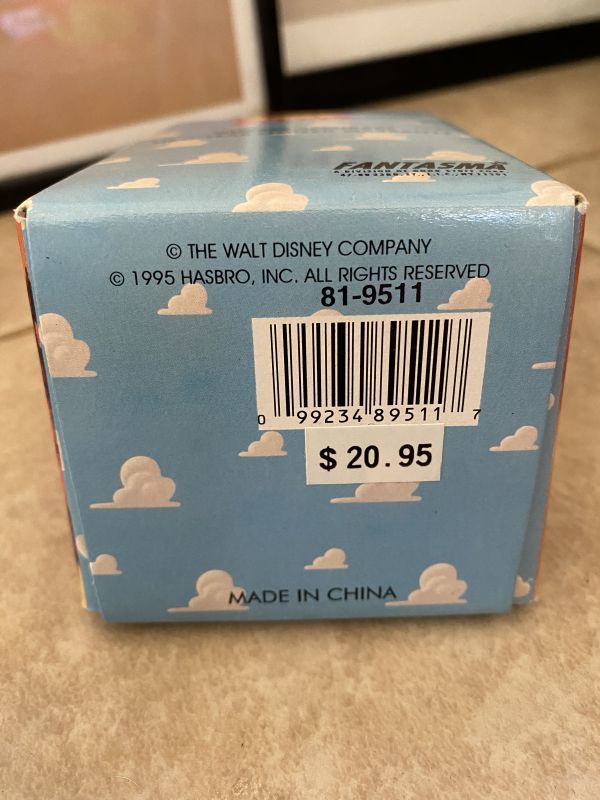 FANTASMA
© THE WALT DISNEY COMPANY
© 1995 HASBRO, INC. ALL RIGHTS RESERVED
81-9511
0 99234 89511 7
$ 20.95
MADE IN CHINA